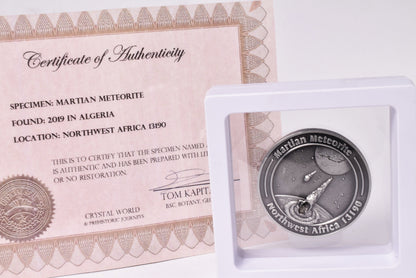 Certificate of Authenticity
SPECIMEN: MARTIAN METEORITE
FOUND: 2019 IN ALGERIA
LOCATION: NORTHWEST AFRICA 13190
THIS IS TO CERTIFY THAT THE SPECIMEN NAMED
IS AUTHENTIC AND HAS BEEN PREPARED WITH
OR NO RESTORATION.
TOM
BSC. BOTANT,
CRYSTAL WORLD
& PREHISTORIC JOURNEYS
Martian Meteorite
Northwest Africa 13190